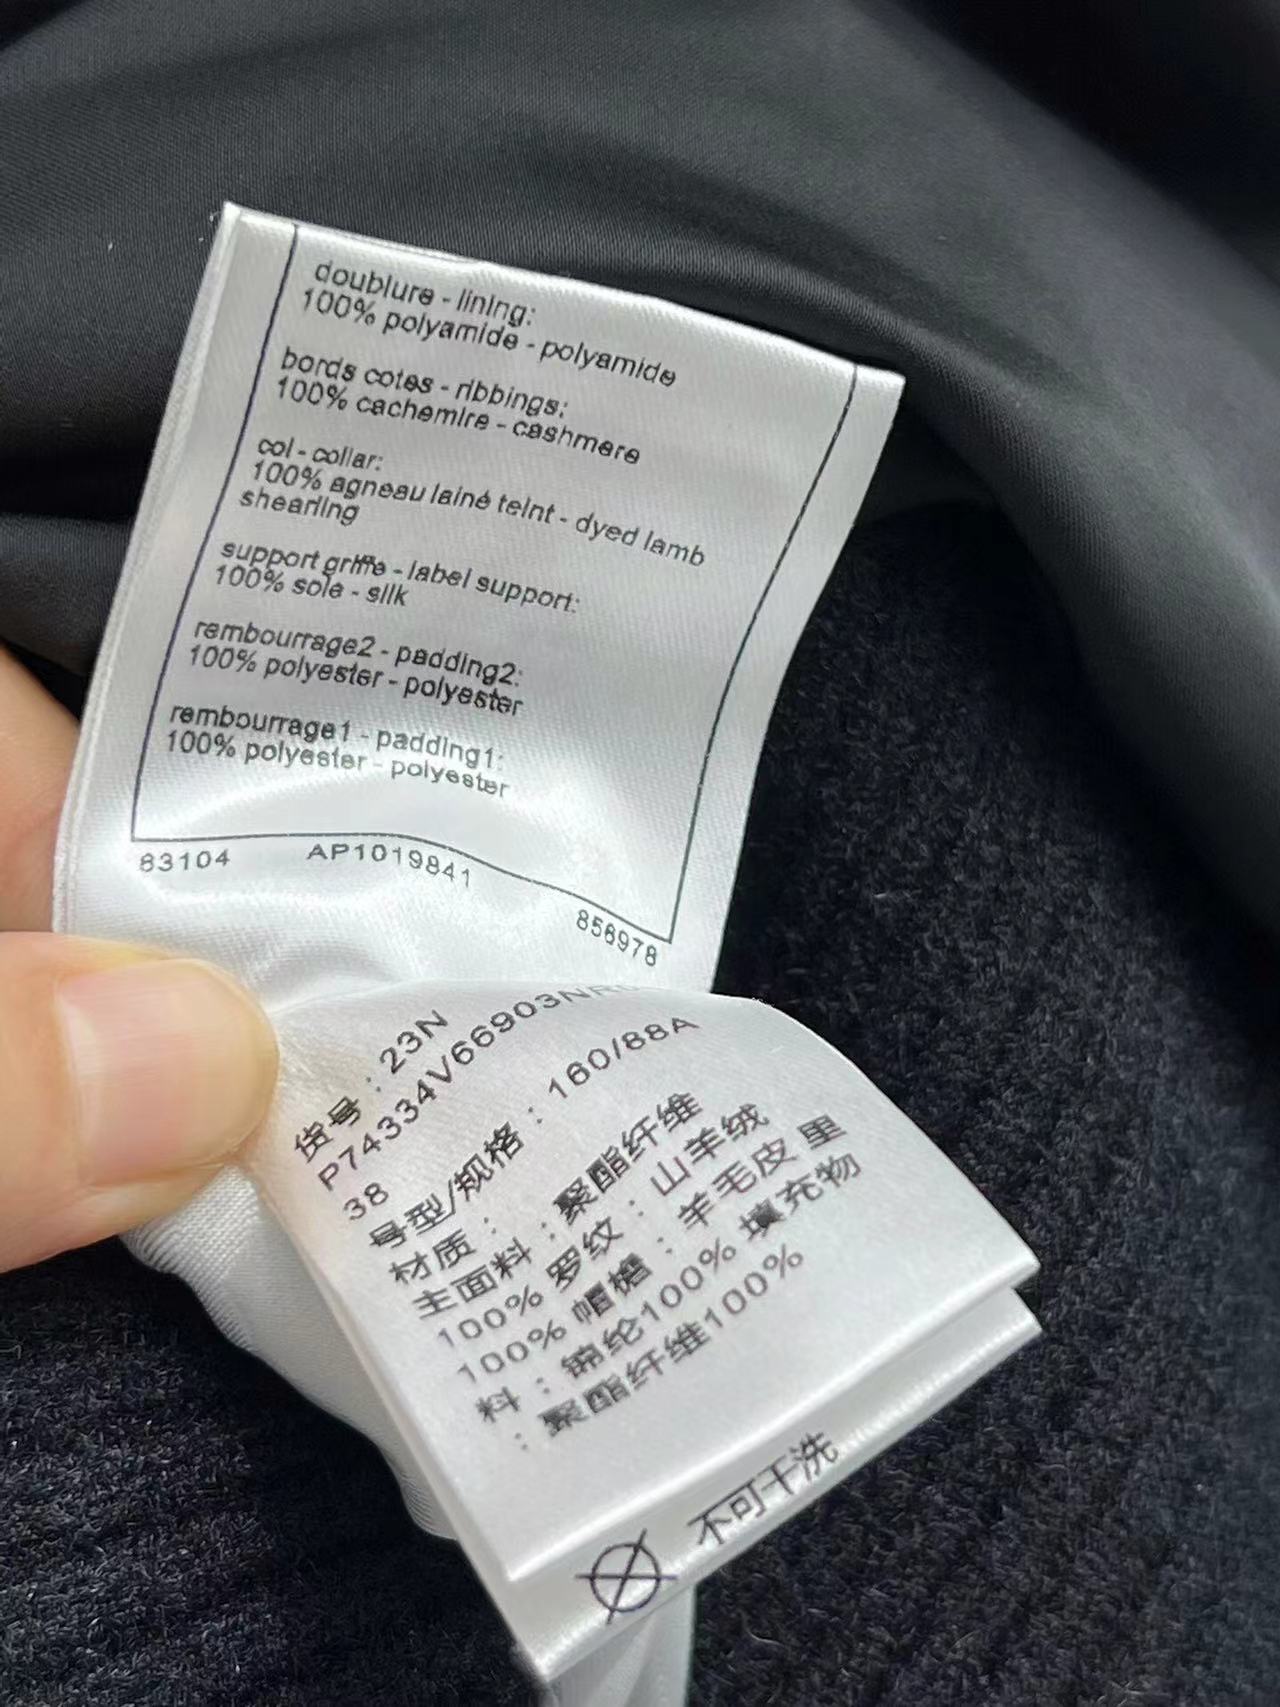 doublure - lining:
100% polyamide - polyamide
bords cotes - ribbings:
100% cachemire - cashmere
col - collar:
100% agneau lainé teint - dyed lamb
shearling
support griffe - label support:
100% soie - silk
rembourrage2 - padding2:
100% polyester - polyester
rembourrage1 - padding1:
100% polyester - polyester
83104 AP1019841 856978
货号：23N
P74334V66903NR
38
号型/规格：160/88A
材质：
主面料：聚酯纤维
100% 罗纹：山羊绒
100% 帽檐：羊毛皮 里
料：锦纶100% 填充物
：聚酯纤维100%
不可干洗